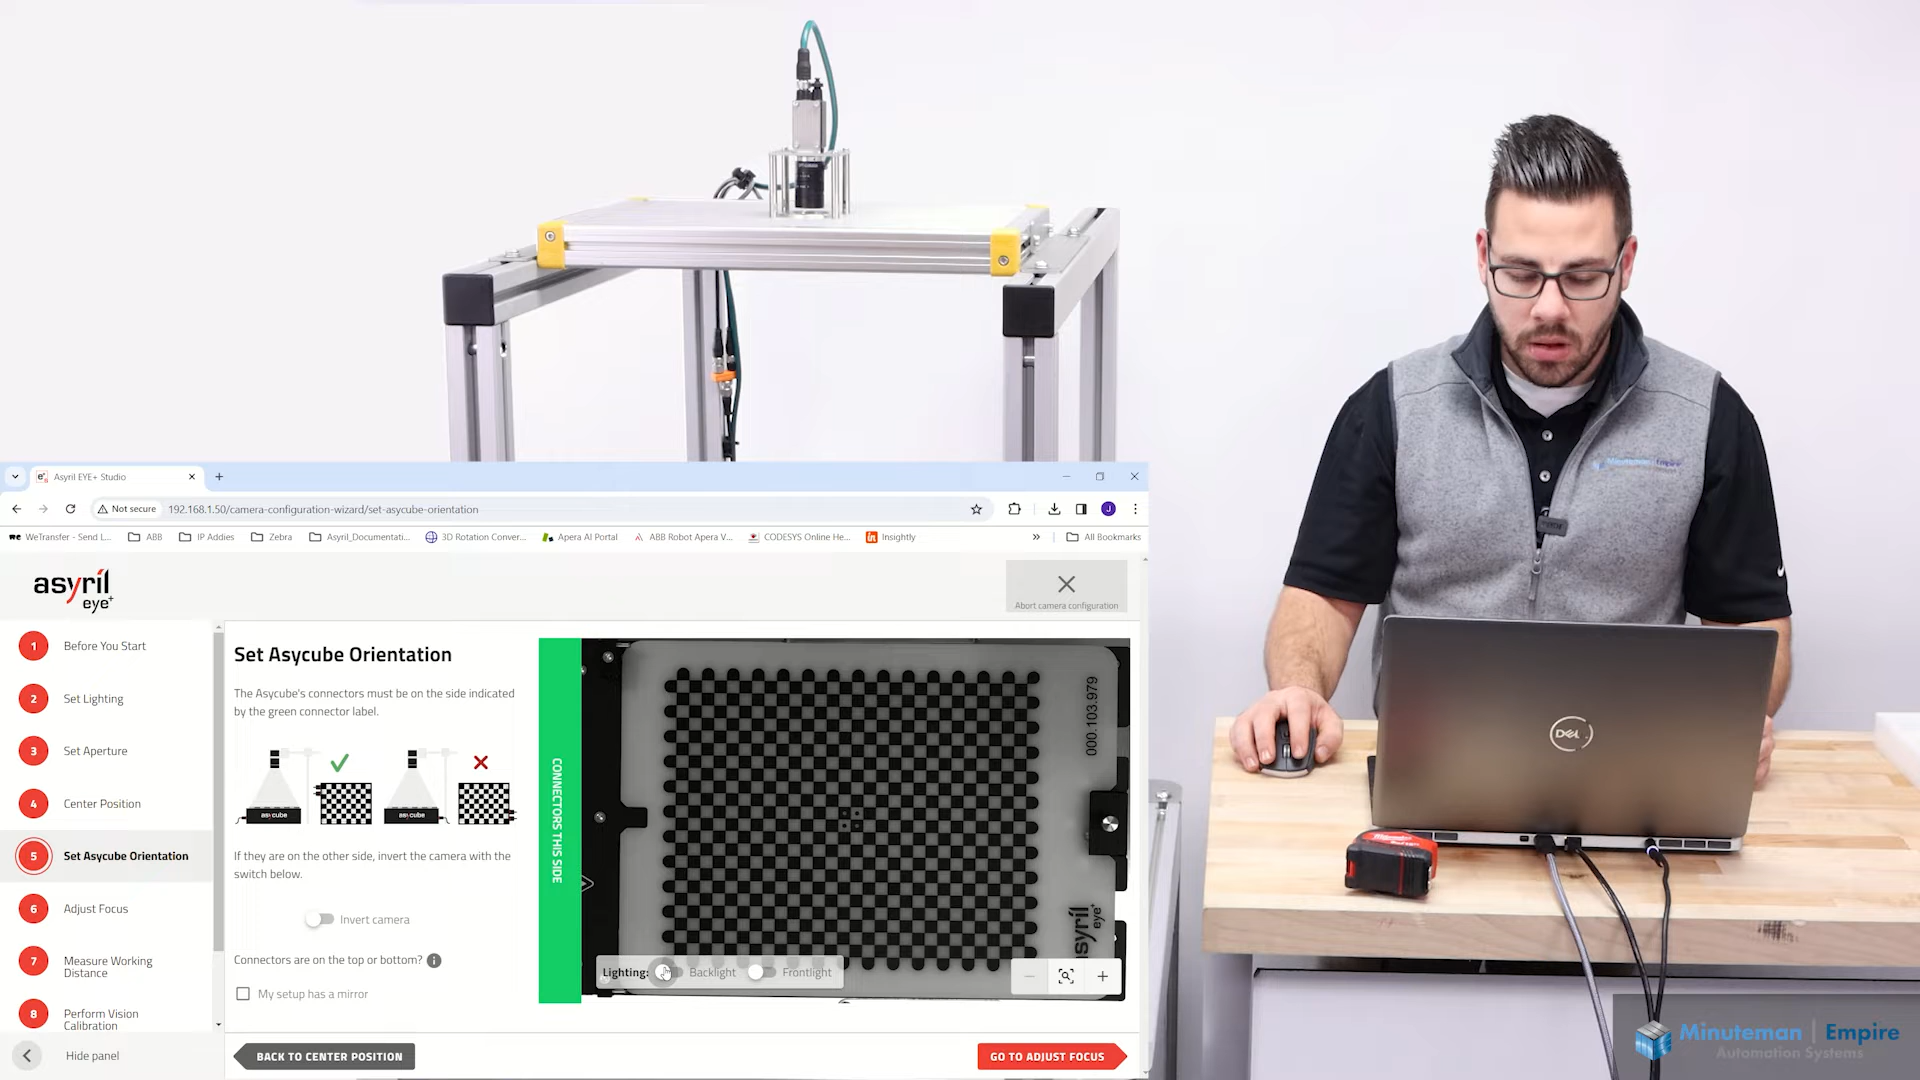 Asyril EYE+ Studio
Not secure
192.168.1.50/camera-configuration-wizard/set-asycube-orientation
WeTransfer - Send L...
ABB
IP Addies
Zebra
Asyril_Documentati...
3D Rotation Conver...
Apera AI Portal
ABB Robot Apera V...
CODESYS Online He...
Insightly
All Bookmarks
asyril
eye+
Abort camera configuration
1 Before You Start
2 Set Lighting
3 Set Aperture
4 Center Position
5 Set Asycube Orientation
6 Adjust Focus
7 Measure Working
Distance
8 Perform Vision
Calibration
Hide panel
Set Asycube Orientation
The Asycube's connectors must be on the side indicated
by the green connector label.
asycube
asycube
If they are on the other side, invert the camera with the
switch below.
Invert camera
Connectors are on the top or bottom?
My setup has a mirror
CONNECTORS THIS SIDE
000.103.979
asyril
eye+
Lighting: Backlight Frontlight
BACK TO CENTER POSITION
GO TO ADJUST FOCUS
Minuteman Empire
DELL
Milwaukee
Minuteman | Empire
Automation Systems